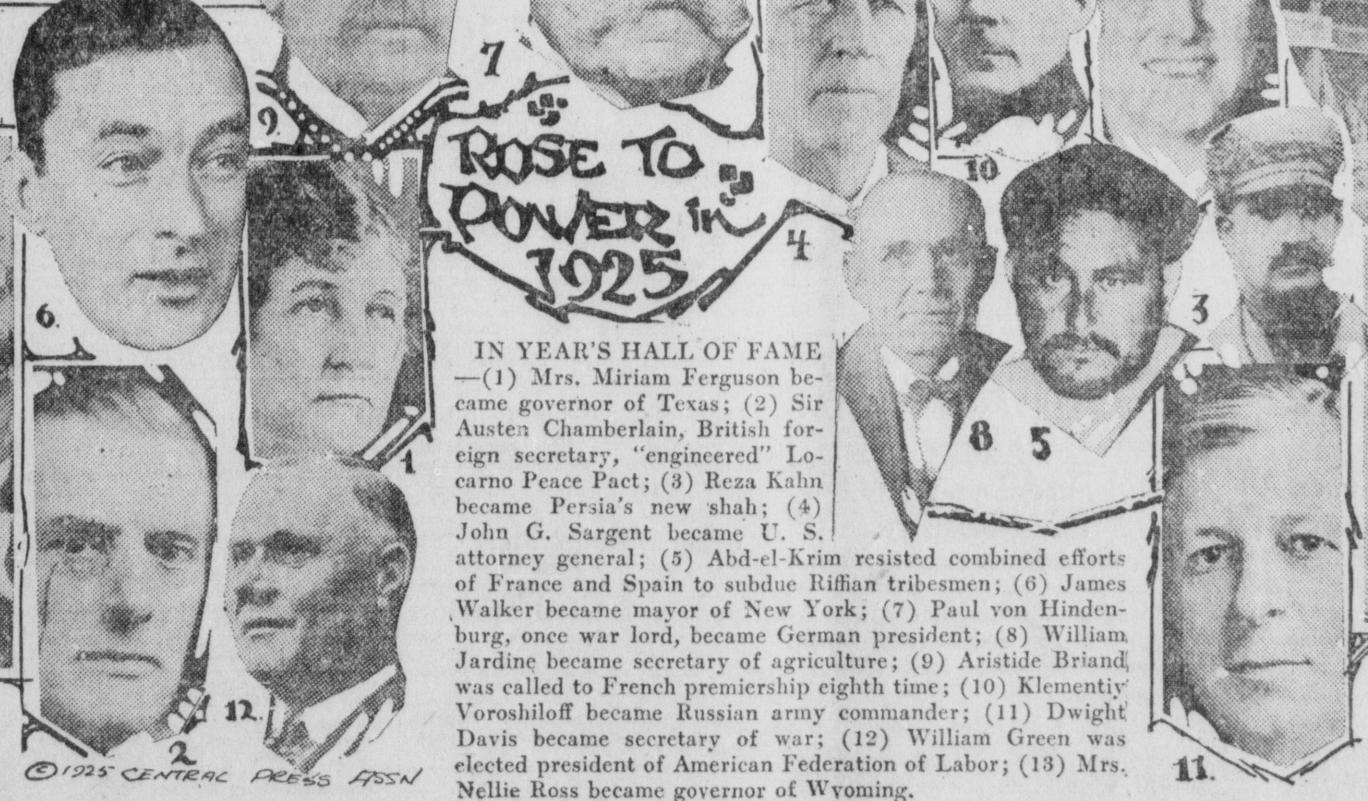 7
9.
ROSE TO
POWER in
1925
10
4
6.
3
IN YEAR'S HALL OF FAME
—(1) Mrs. Miriam Ferguson be-
came governor of Texas; (2) Sir
Austen Chamberlain, British for-
eign secretary, "engineered" Lo-
carno Peace Pact; (3) Reza Kahn
became Persia's new shah; (4)
John G. Sargent became U. S.
attorney general; (5) Abd-el-Krim resisted combined efforts
of France and Spain to subdue Riffian tribesmen; (6) James
Walker became mayor of New York; (7) Paul von Hinden-
burg, once war lord, became German president; (8) William
Jardine became secretary of agriculture; (9) Aristide Briand
was called to French premiership eighth time; (10) Klementiy
Voroshiloff became Russian army commander; (11) Dwight
Davis became secretary of war; (12) William Green was
elected president of American Federation of Labor; (13) Mrs.
Nellie Ross became governor of Wyoming.
8
5
1
12.
2
11.
©1925 CENTRAL PRESS ASSN